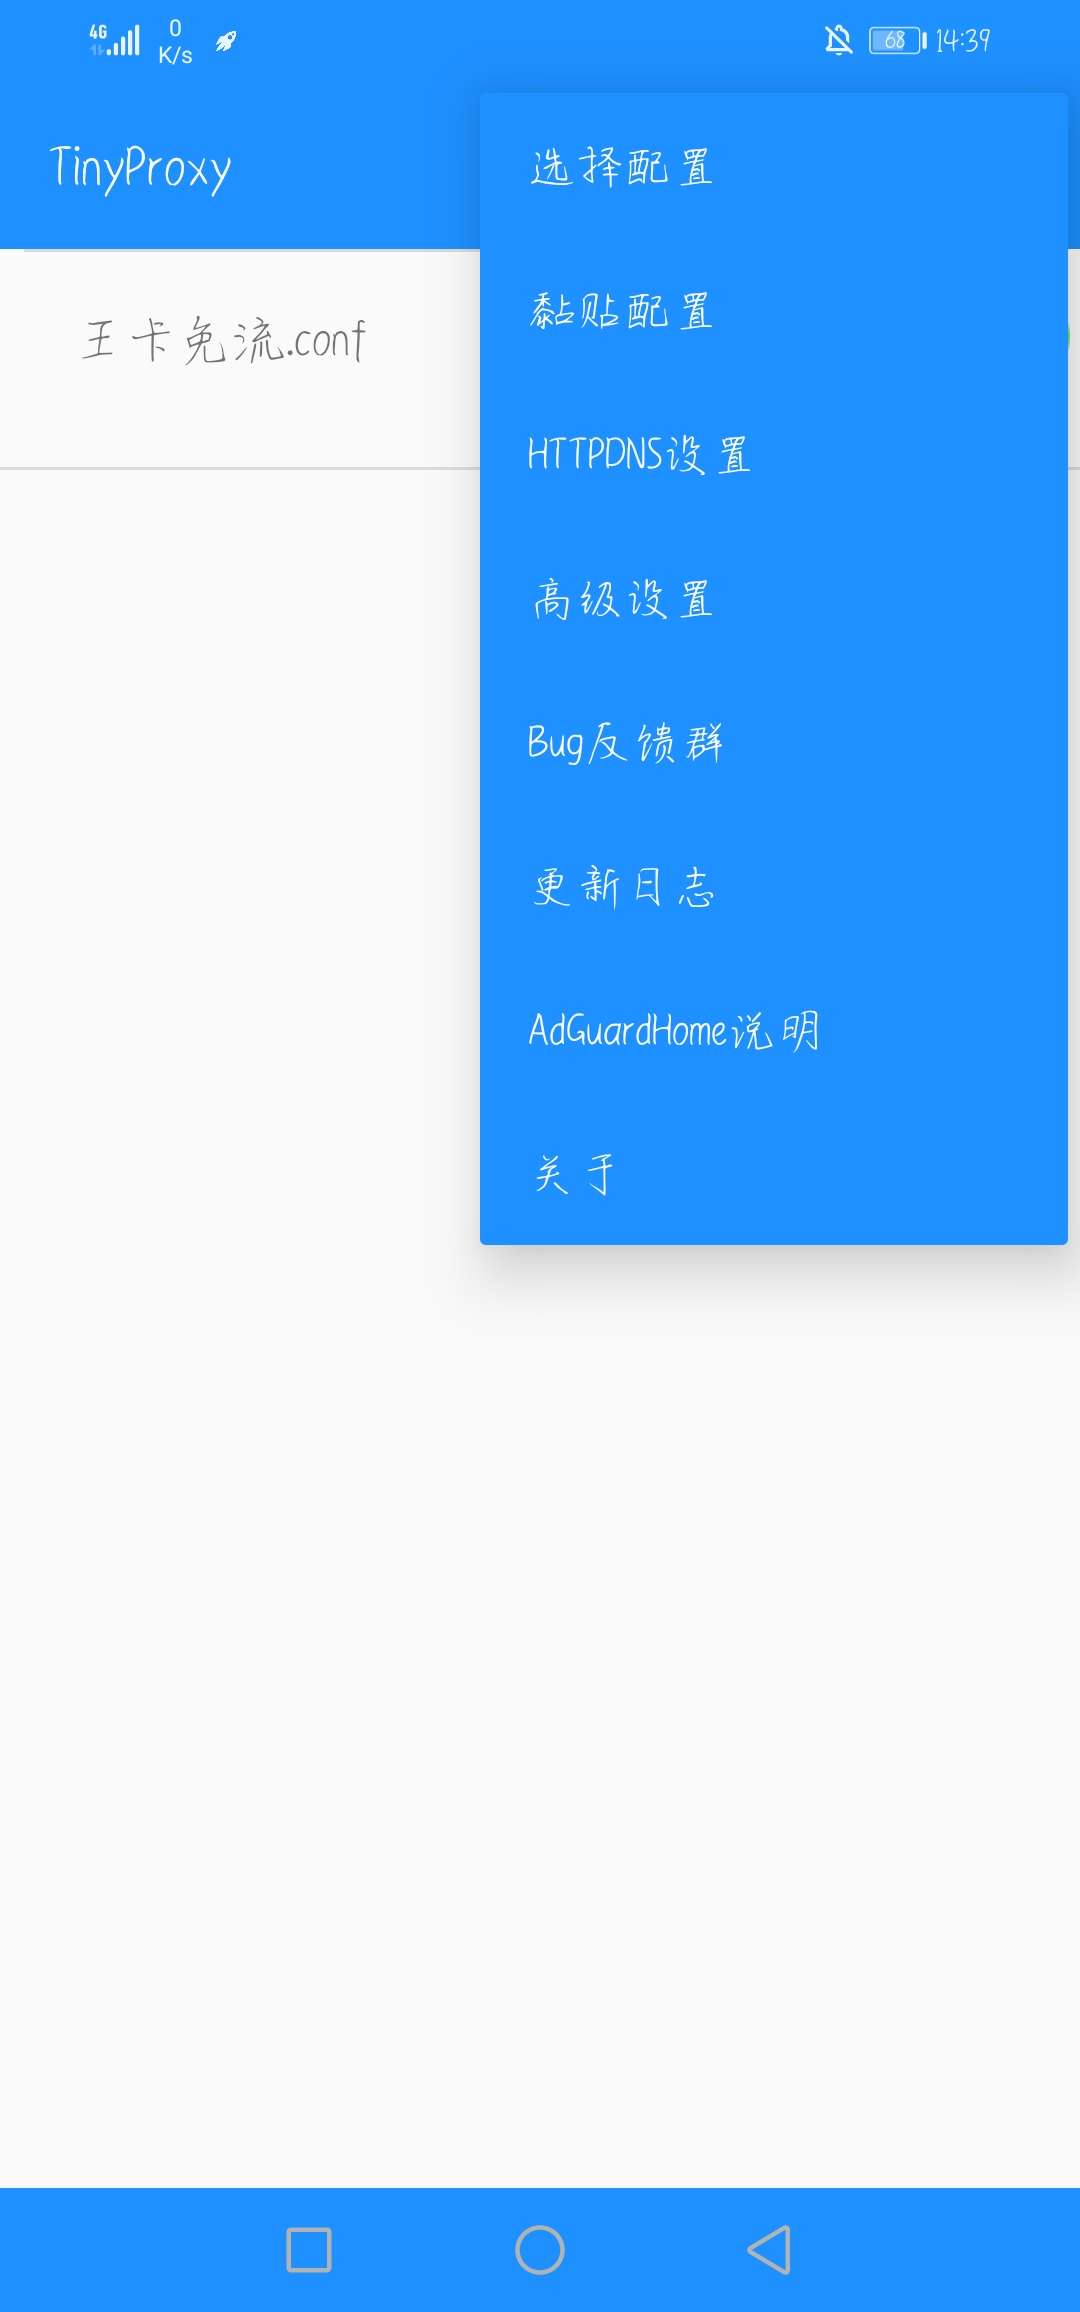 4G
0
K/s
68
14:39
TinyProxy
选择配置
黏贴配置
王卡免流.conf
HTTPDNS设置
高级设置
Bug反馈群
更新日志
AdGuardHome说明
关于